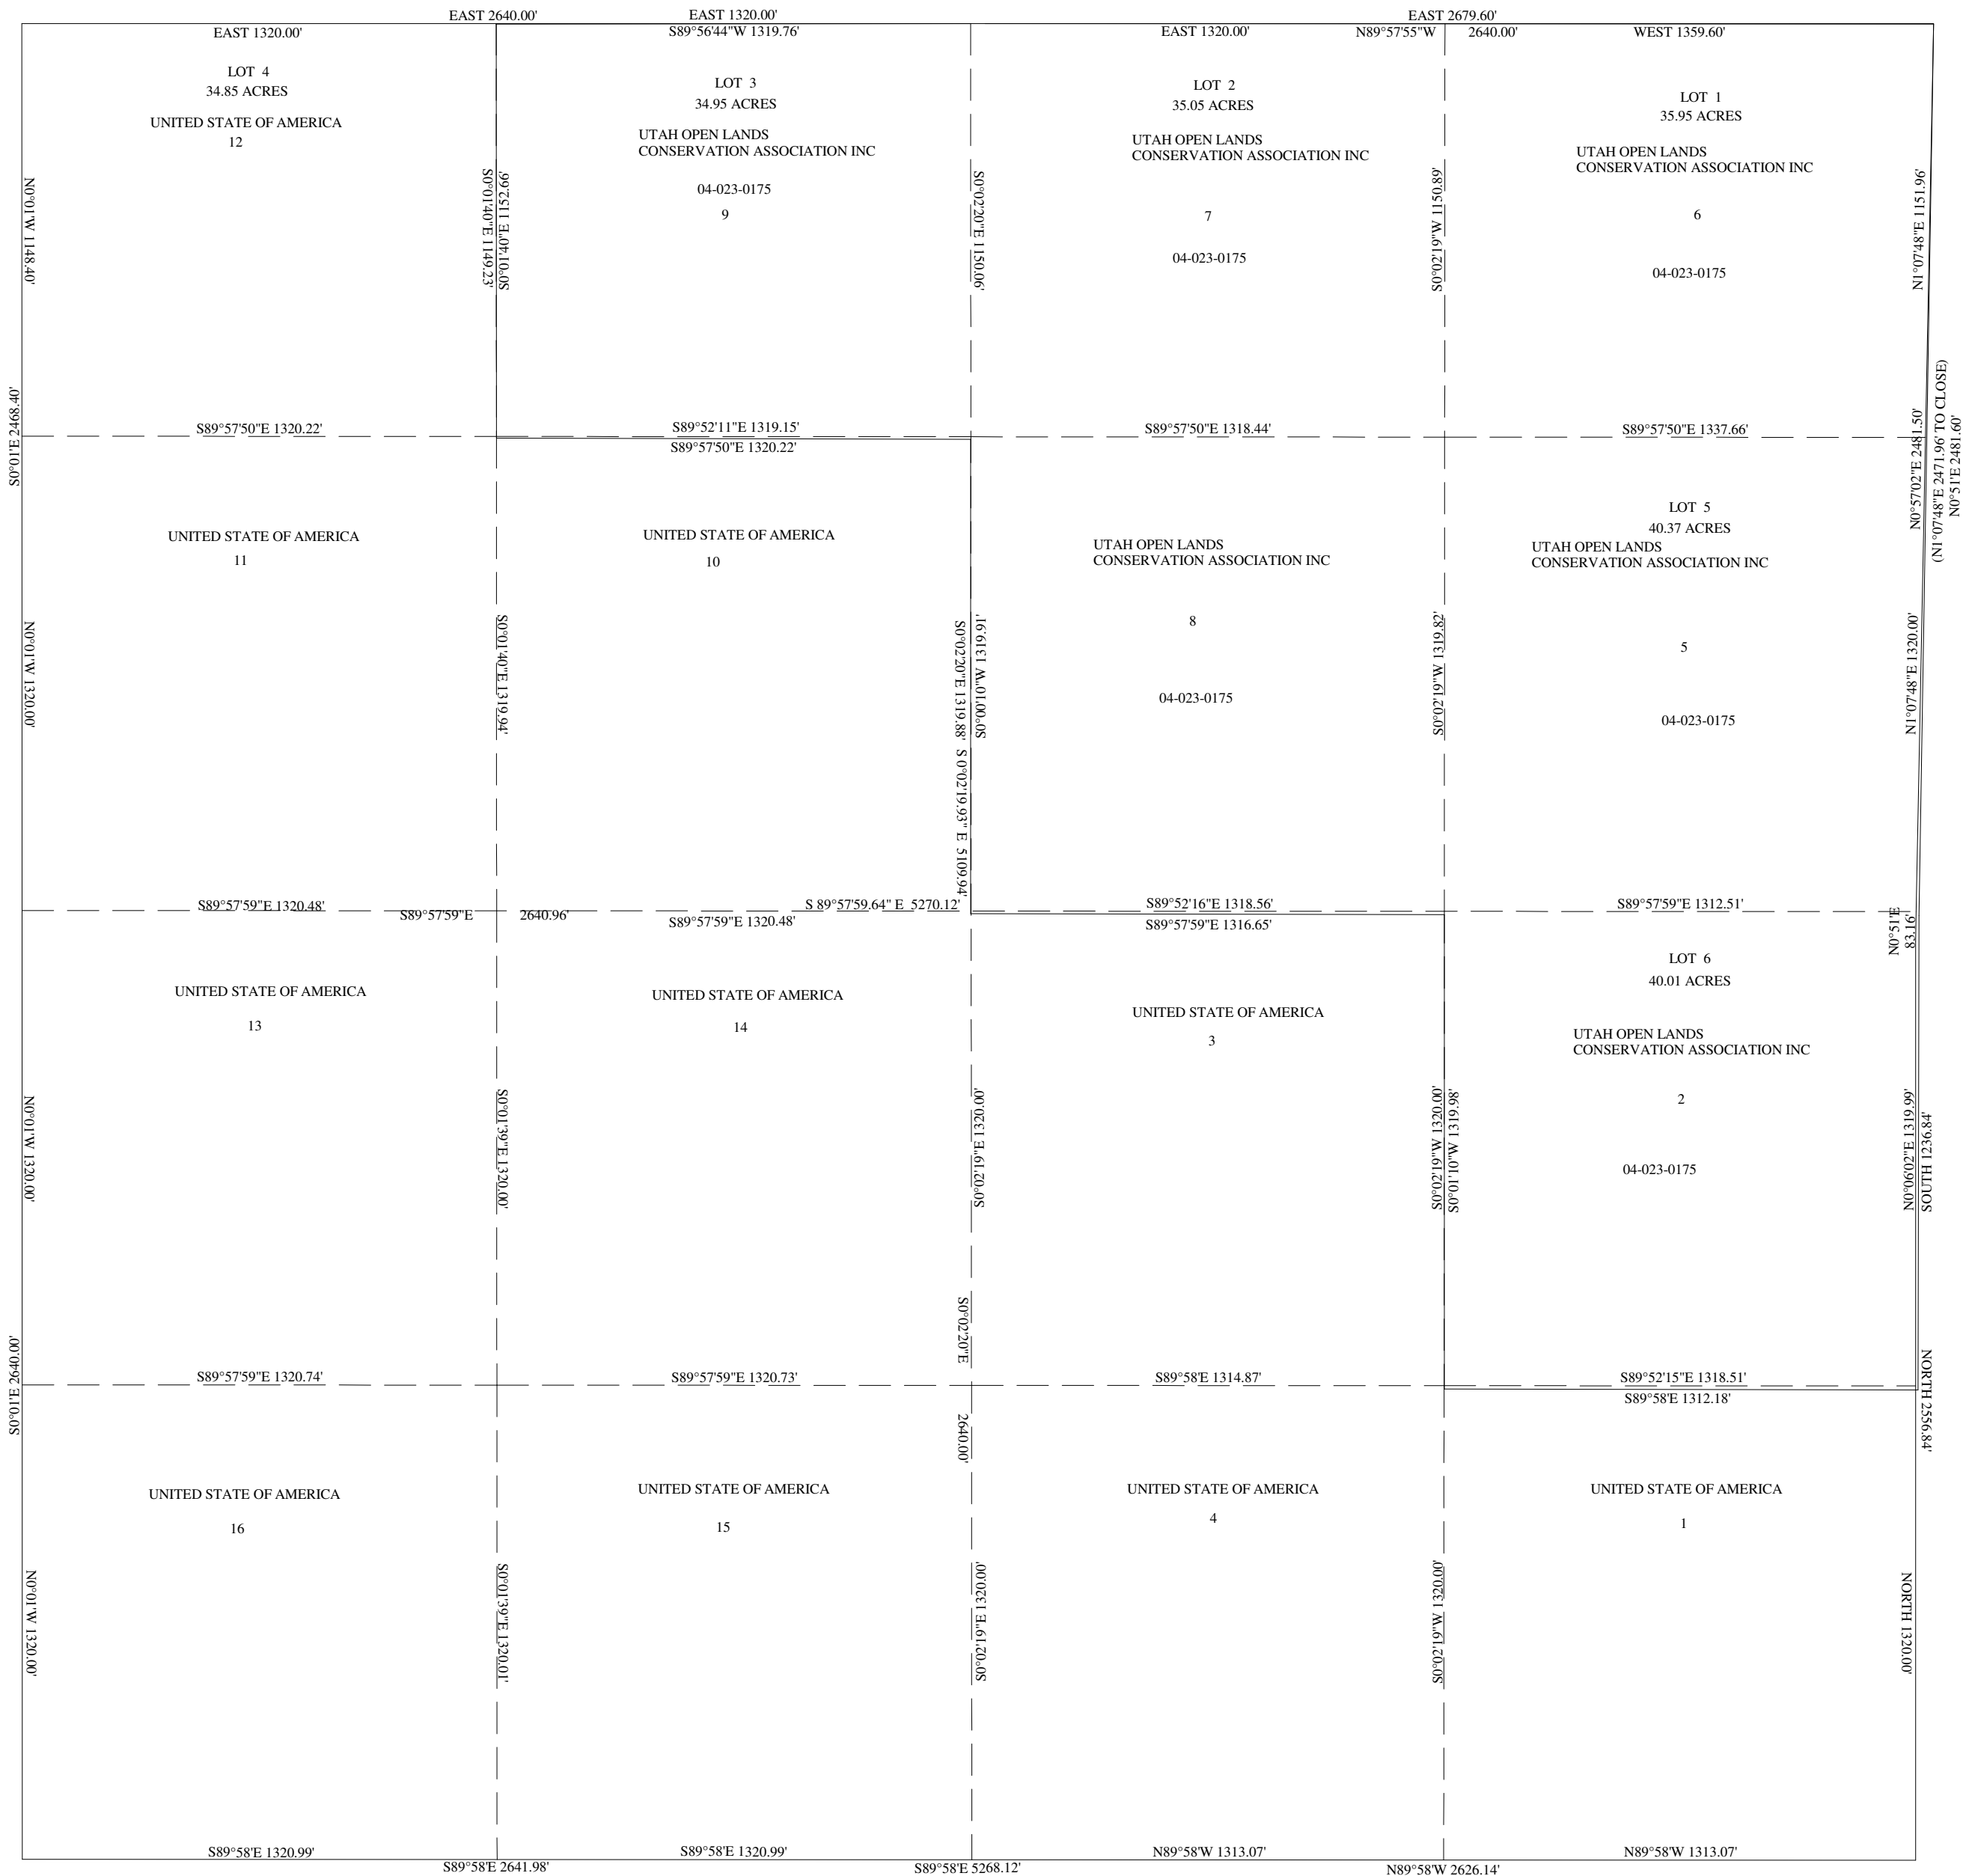 EAST 2640.00'
EAST 1320.00'
EAST 2679.60'
EAST 1320.00'
S89°56'44"W 1319.76'
EAST 1320.00'
N89°57'55"W 2640.00'
WEST 1359.60'
LOT 4
34.85 ACRES
UNITED STATE OF AMERICA
12
LOT 3
34.95 ACRES
UTAH OPEN LANDS
CONSERVATION ASSOCIATION INC
04-023-0175
9
LOT 2
35.05 ACRES
UTAH OPEN LANDS
CONSERVATION ASSOCIATION INC
7
04-023-0175
LOT 1
35.95 ACRES
UTAH OPEN LANDS
CONSERVATION ASSOCIATION INC
6
04-023-0175
N0°01'W 1148.40'
S0°01'40"E 1149.23'
S0°01'40"E 1152.66'
S0°02'20"E 1150.06'
S0°02'19"W 1150.89'
N1°07'48"E 1151.96'
S0°01'E 2468.40'
S89°57'50"E 1320.22'
S89°52'11"E 1319.15'
S89°57'50"E 1320.22'
S89°57'50"E 1318.44'
S89°57'50"E 1337.66'
N0°57'02"E 2481.50'
(N1°07'48"E 2471.96' TO CLOSE)
N0°51'E 2481.60'
UNITED STATE OF AMERICA
11
UNITED STATE OF AMERICA
10
UTAH OPEN LANDS
CONSERVATION ASSOCIATION INC
8
04-023-0175
LOT 5
40.37 ACRES
UTAH OPEN LANDS
CONSERVATION ASSOCIATION INC
5
04-023-0175
N0°01'W 1320.00'
S0°01'40"E 1319.94'
S0°02'20"E 1319.88'
S0°00'10"W 1319.91'
S 0°02'19.93" E 5109.94'
S0°02'19"W 1319.82'
N1°07'48"E 1320.00'
S89°57'59"E 1320.48'
S89°57'59"E 2640.96'
S89°57'59"E 1320.48'
S 89°57'59.64" E 5270.12'
S89°52'16"E 1318.56'
S89°57'59"E 1316.65'
S89°57'59"E 1312.51'
N0°51'E
83.16'
UNITED STATE OF AMERICA
13
UNITED STATE OF AMERICA
14
UNITED STATE OF AMERICA
3
LOT 6
40.01 ACRES
UTAH OPEN LANDS
CONSERVATION ASSOCIATION INC
2
04-023-0175
N0°01'W 1320.00'
S0°01'39"E 1320.00'
S0°02'19"E 1320.00'
S0°02'19"W 1320.00'
S0°01'10"W 1319.98'
N0°06'02"E 1319.99'
SOUTH 1236.84'
S0°01'E 2640.00'
S0°02'20"E 2640.00'
NORTH 2556.84'
S89°57'59"E 1320.74'
S89°57'59"E 1320.73'
S89°58'E 1314.87'
S89°52'15"E 1318.51'
S89°58'E 1312.18'
UNITED STATE OF AMERICA
16
UNITED STATE OF AMERICA
15
UNITED STATE OF AMERICA
4
UNITED STATE OF AMERICA
1
N0°01'W 1320.00'
S0°01'39"E 1320.01'
S0°02'19"E 1320.00'
S0°02'19"W 1320.00'
NORTH 1320.00'
S89°58'E 1320.99'
S89°58'E 1320.99'
N89°58'W 1313.07'
N89°58'W 1313.07'
S89°58'E 2641.98'
S89°58'E 5268.12'
N89°58'W 2626.14'